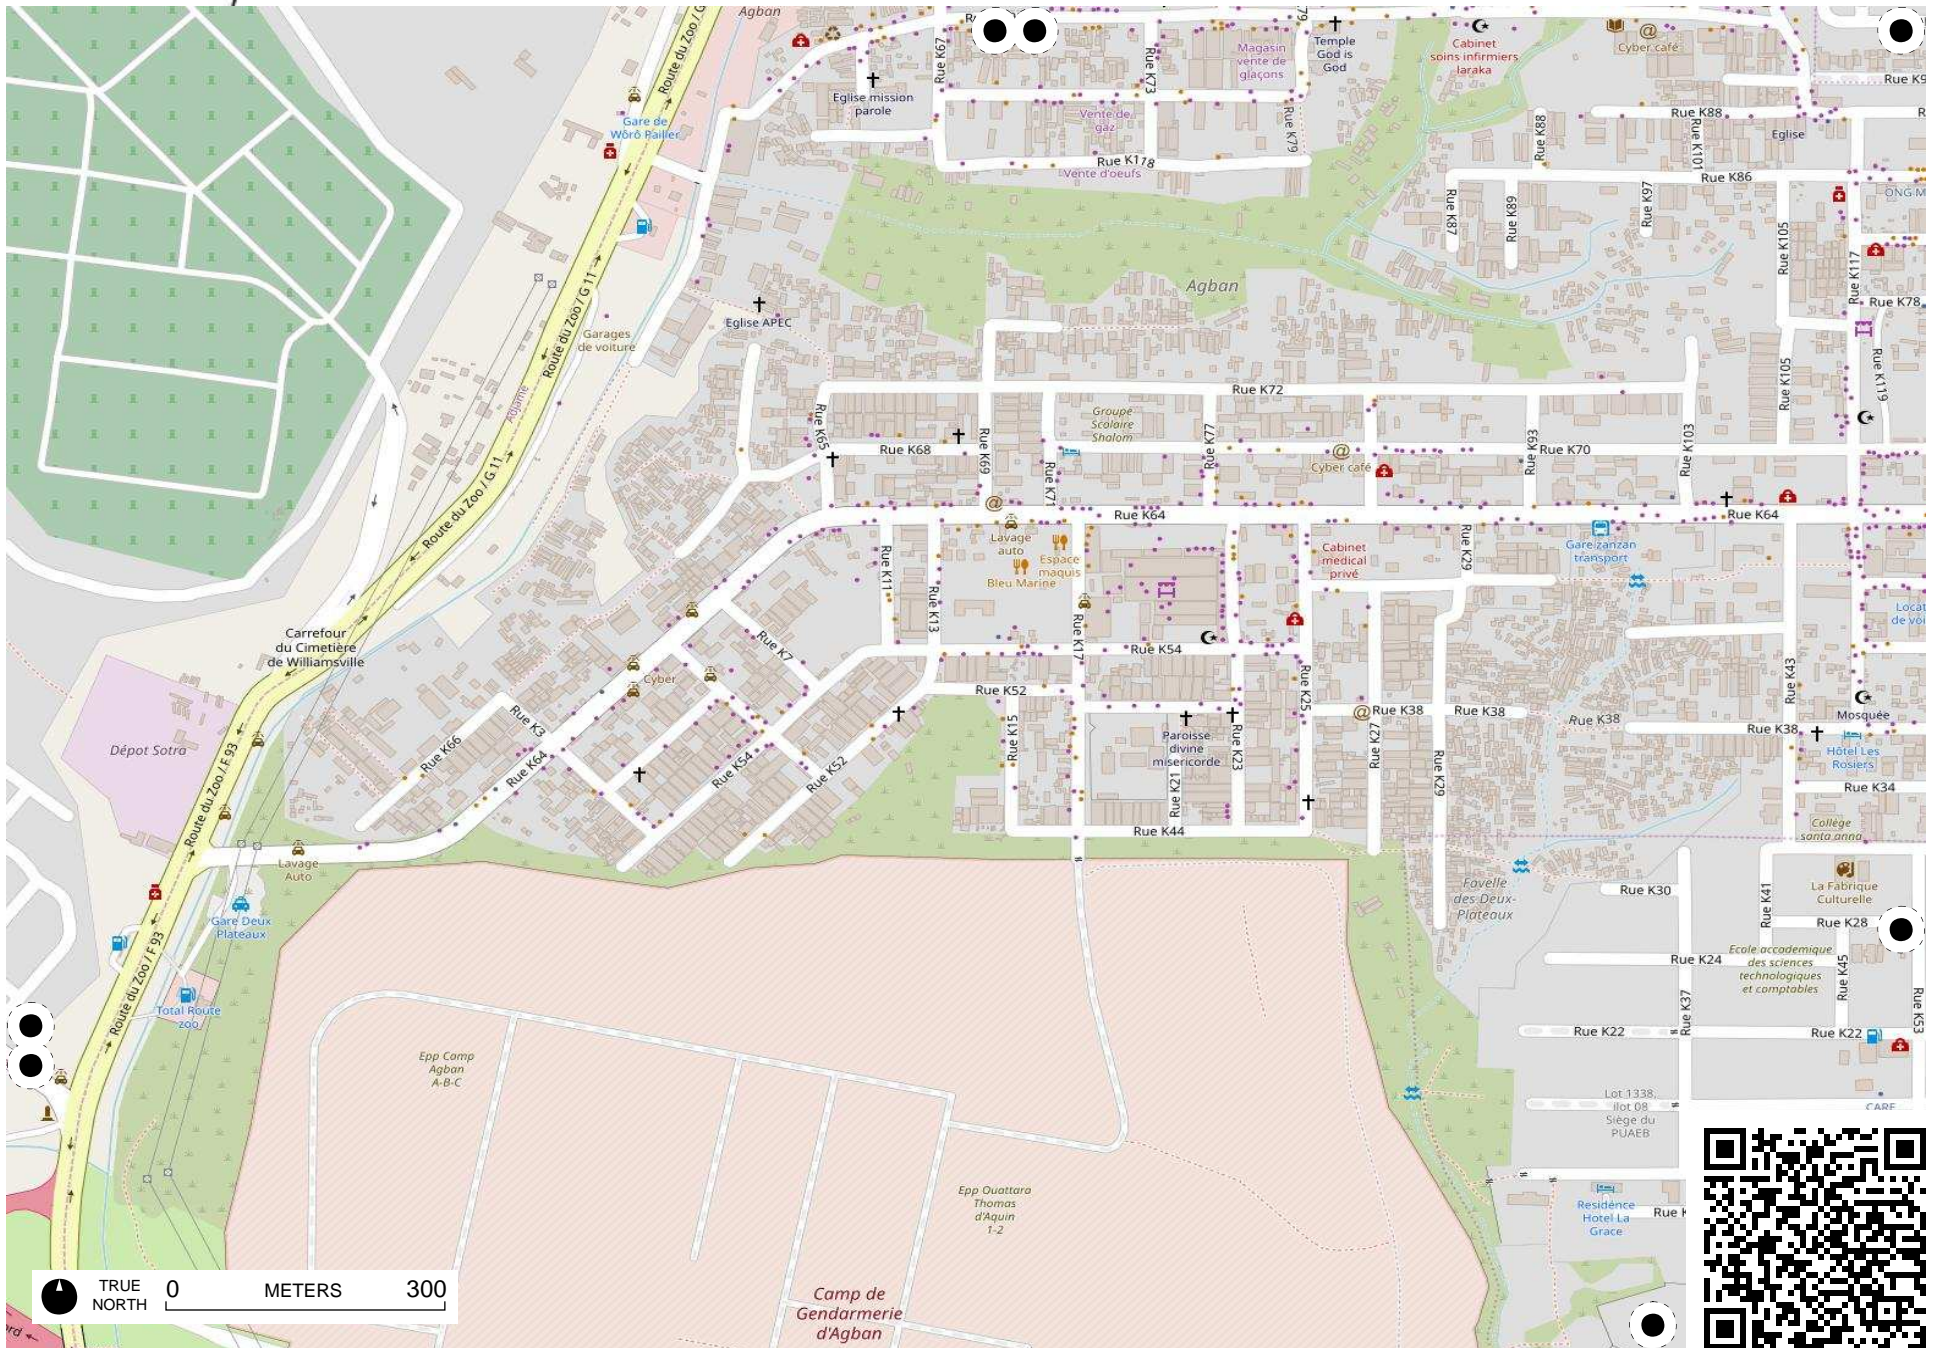 Agban
Rue K97
Rue K73
Magasin
vente de
glaçons
Temple
God is
God
Cabinet
soins infirmiers
laraka
Cyber café
Route du Zoo / G 11
Gare de
Wôrô Pailler
Eglise mission
parole
Vente de
gaz
Rue K79
Rue K88
Rue K88
Rue K101
Eglise
Rue K118
Vente d'oeufs
Rue K86
Rue K87
Rue K89
Rue K97
Rue K105
Rue K117
Agban
Rue K78
Eglise APEC
Garages
de voiture
Route du Zoo / G 11
Adjamé
Rue K119
Rue K105
Rue K72
Groupe
Scolaire
Shalom
Rue K65
Rue K68
Rue K69
Rue K71
Rue K77
Cyber café
Rue K93
Rue K70
Rue K103
Route du Zoo / G 11
Rue K64
Rue K64
Lavage
auto
Espace
maquis
Bleu Marine
Cabinet
medical
privé
Rue K29
Gare zanzan
transport
Rue K11
Rue K13
Rue K17
Rue K7
Rue K54
Carrefour
du Cimetière
de Williamsville
Cyber
Rue K52
Rue K25
Rue K43
Rue K3
Rue K66
Rue K64
Rue K54
Rue K52
Rue K15
Paroisse
divine
misericorde
Rue K21
Rue K23
Rue K38
Rue K38
Rue K38
Rue K38
Rue K27
Rue K29
Mosquée
Hôtel Les
Rosiers
Rue K34
Dépot Sotra
Route du Zoo / F 93
Rue K44
Collége
santa anna
Lavage
Auto
Gare Deux
Plateaux
Favelle
des Deux-
Plateaux
Rue K30
Rue K41
La Fabrique
Culturelle
Rue K28
Route du Zoo / F 93
Rue K24
Ecole accademique
des sciences
technologiques
et comptables
Rue K45
Rue K37
Rue K53
Total Route
zoo
Rue K22
Rue K22
Epp Camp
Agban
A-B-C
Lot 1338,
ilot 08
Siège du
PUAEB
CARE
Epp Ouattara
Thomas
d'Aquin
1-2
Residence
Hotel La
Grace
Camp de
Gendarmerie
d'Agban
TRUE
NORTH
0 METERS 300